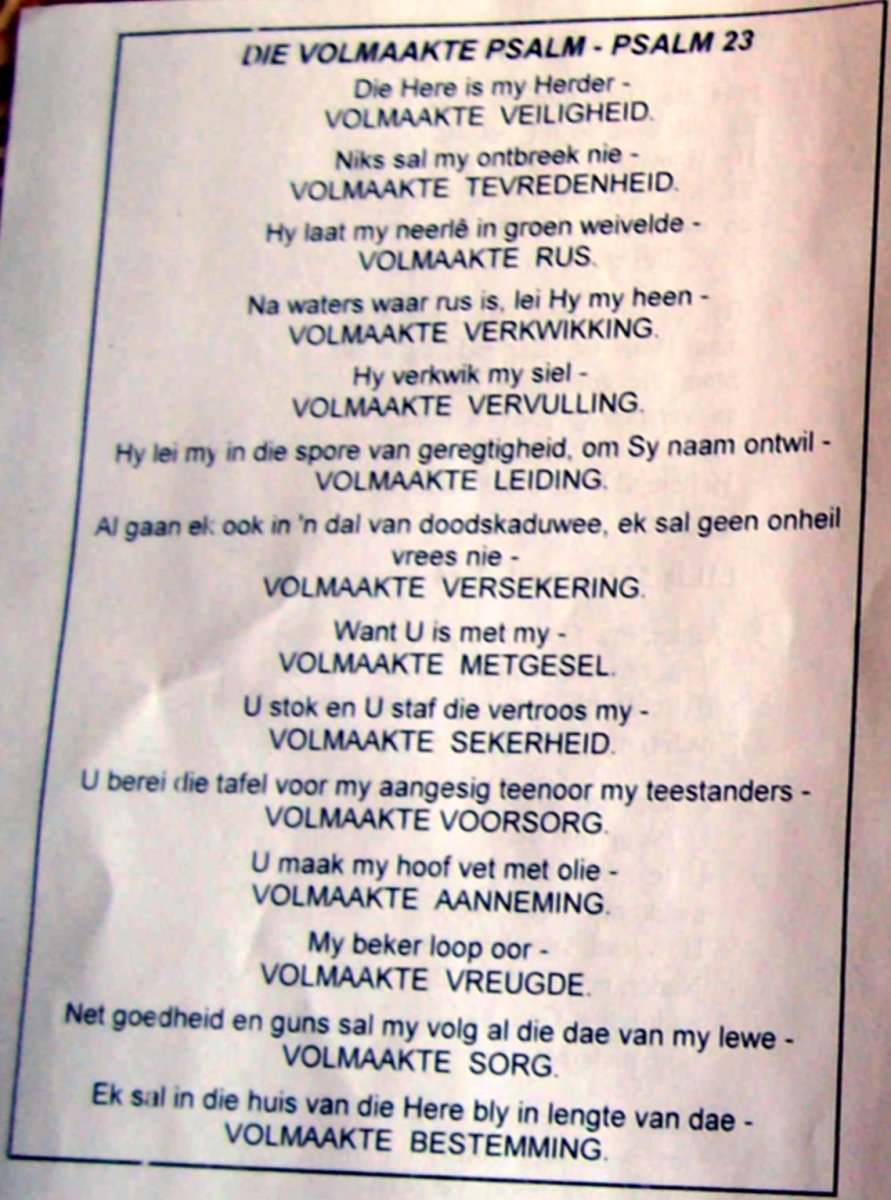 DIE VOLMAAKTE PSALM - PSALM 23
Die Here is my Herder -
VOLMAAKTE VEILIGHEID.
Niks sal my ontbreek nie -
VOLMAAKTE TEVREDENHEID.
Hy laat my neerlê in groen weivelde -
VOLMAAKTE RUS.
Na waters waar rus is, lei Hy my heen -
VOLMAAKTE VERKWIKKING.
Hy verkwik my siel -
VOLMAAKTE VERVULLING.
Hy lei my in die spore van geregtigheid, om Sy naam ontwil -
VOLMAAKTE LEIDING.
Al gaan ek ook in 'n dal van doodskaduwee, ek sal geen onheil
vrees nie -
VOLMAAKTE VERSEKERING.
Want U is met my -
VOLMAAKTE METGESEL.
U stok en U staf die vertroos my -
VOLMAAKTE SEKERHEID.
U berei die tafel voor my aangesig teenoor my teestanders -
VOLMAAKTE VOORSORG.
U maak my hoof vet met olie -
VOLMAAKTE AANNEMING.
My beker loop oor -
VOLMAAKTE VREUGDE.
Net goedheid en guns sal my volg al die dae van my lewe -
VOLMAAKTE SORG.
Ek sal in die huis van die Here bly in lengte van dae -
VOLMAAKTE BESTEMMING.